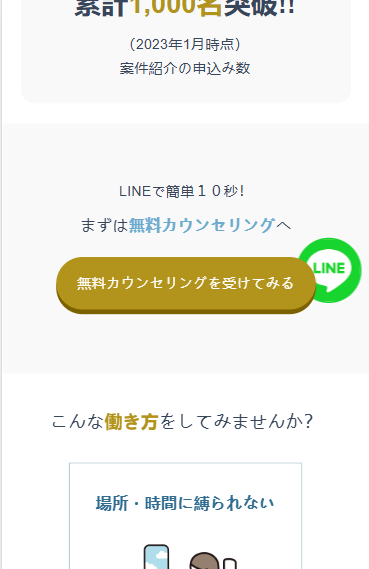 累計1,000名突破!!
（2023年1月時点）
案件紹介の申込み数
LINEで簡単１０秒！
まずは無料カウンセリングへ
無料カウンセリングを受けてみる
LINE
こんな働き方をしてみませんか？
場所・時間に縛られない